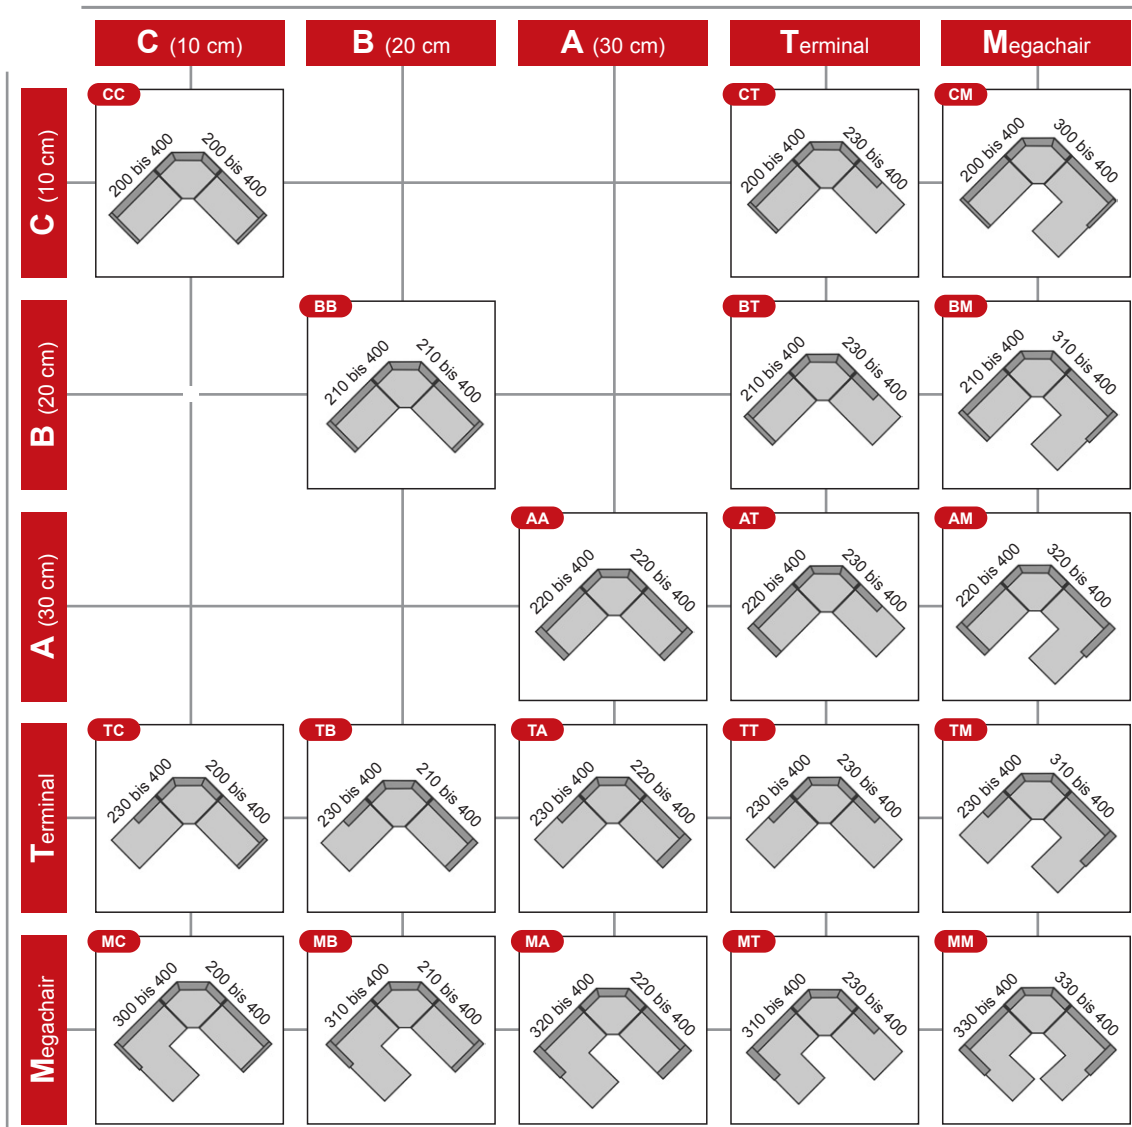 C (10 cm)
B (20 cm
A (30 cm)
Terminal
Megachair
C (10 cm)
CC
200 bis 400
200 bis 400
CT
200 bis 400
230 bis 400
CM
200 bis 400
300 bis 400
B (20 cm)
BB
210 bis 400
210 bis 400
BT
210 bis 400
230 bis 400
BM
210 bis 400
310 bis 400
A (30 cm)
AA
220 bis 400
220 bis 400
AT
220 bis 400
230 bis 400
AM
220 bis 400
320 bis 400
Terminal
TC
230 bis 400
200 bis 400
TB
230 bis 400
210 bis 400
TA
230 bis 400
220 bis 400
TT
230 bis 400
230 bis 400
TM
230 bis 400
310 bis 400
Megachair
MC
300 bis 400
200 bis 400
MB
310 bis 400
210 bis 400
MA
320 bis 400
220 bis 400
MT
310 bis 400
230 bis 400
MM
330 bis 400
330 bis 400